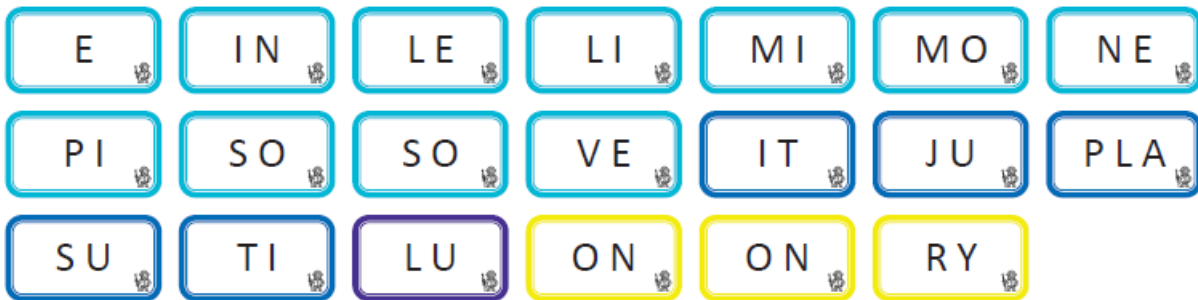 E IN LE LI MI MO NE
PI SO SO VE IT JU PLA
SU TI LU ON ON RY